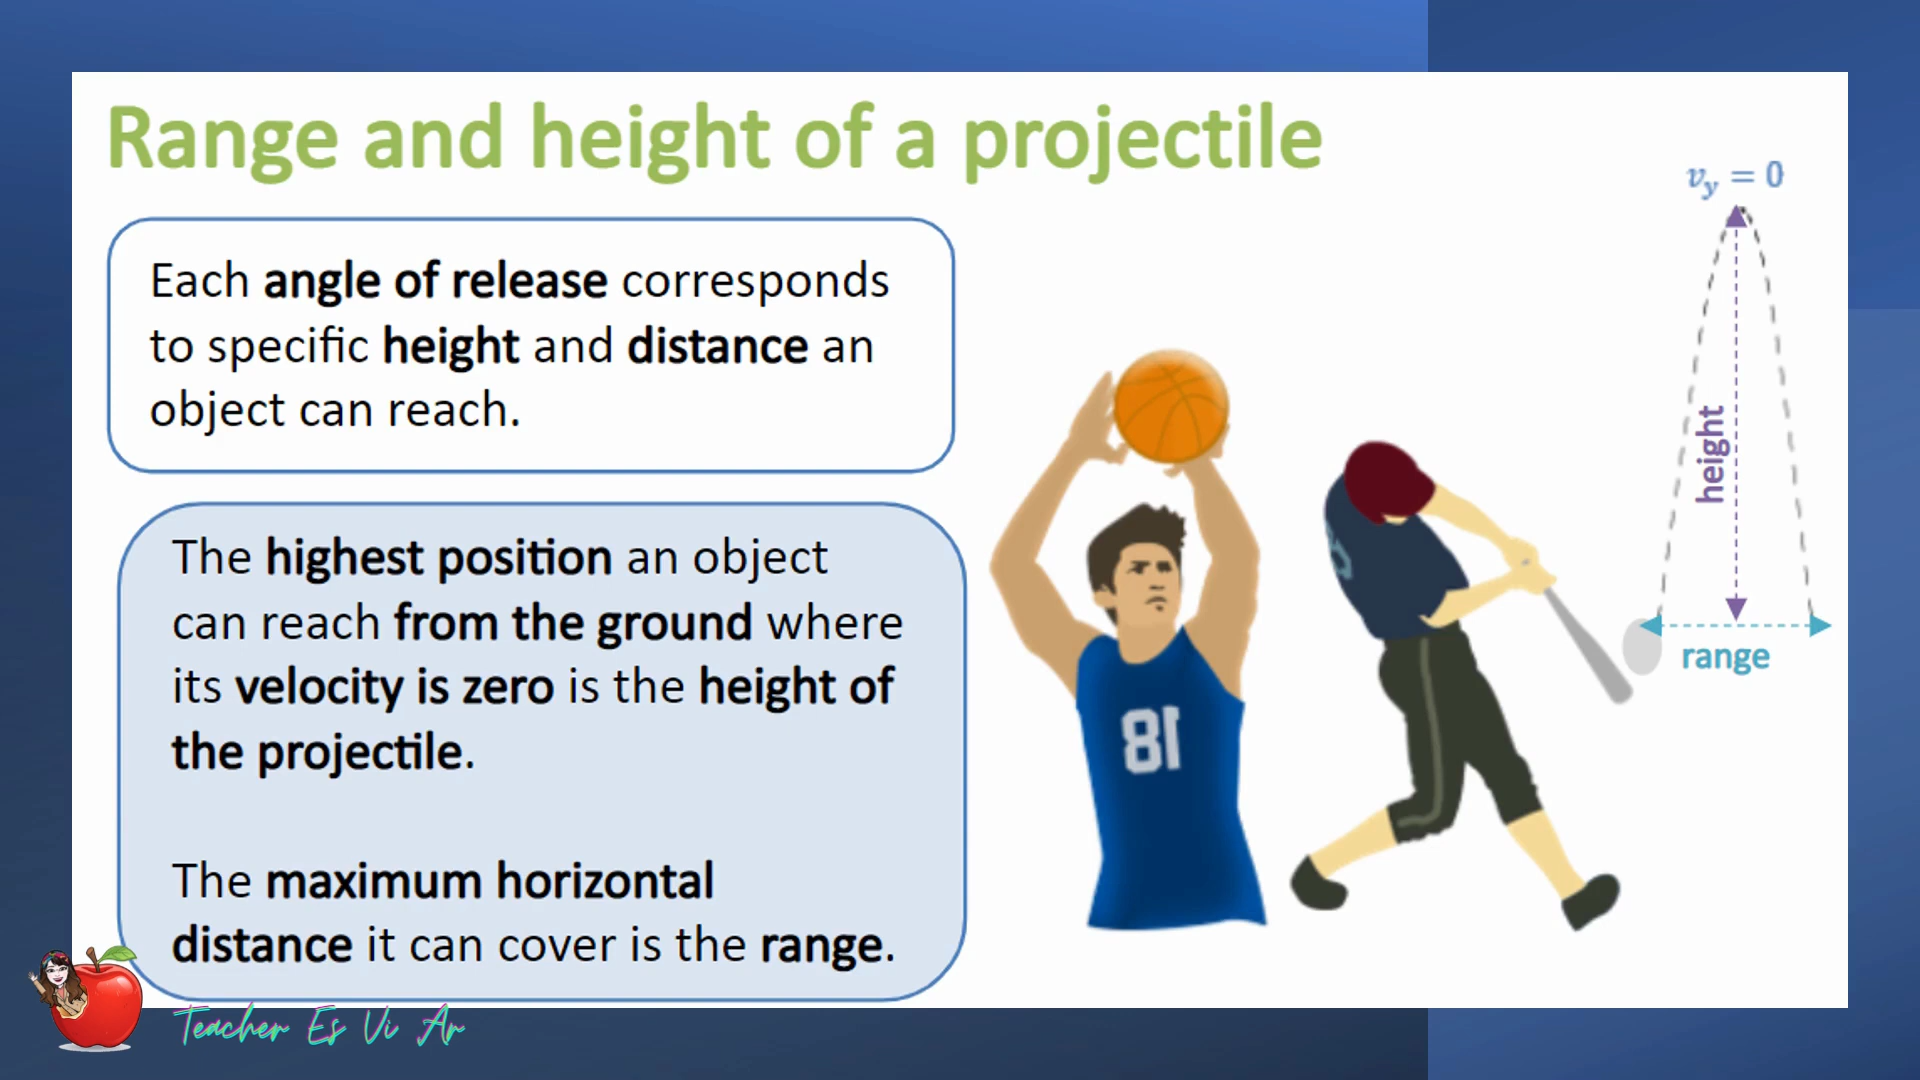 Range and height of a projectile
Each angle of release corresponds
to specific height and distance an
object can reach.
The highest position an object
can reach from the ground where
its velocity is zero is the height of
the projectile.
The maximum horizontal
distance it can cover is the range.
81
v_y = 0
height
range
Teacher Es Vi Ar